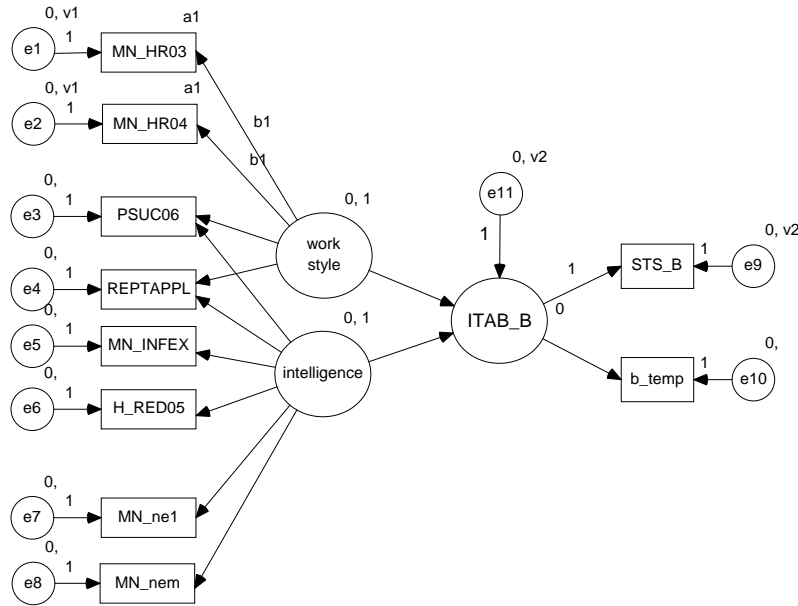 0, v1
a1
e1
1
MN_HR03
0, v1
a1
e2
1
MN_HR04
b1
b1
0,
e3
1
PSUC06
0,
e4
1
REPTAPPL
0,
e5
1
MN_INFEX
0,
e6
1
H_RED05
0,
e7
1
MN_ne1
0,
e8
1
MN_nem
0, 1
work
style
0, 1
intelligence
0, v2
e11
1
ITAB_B
0
1
STS_B
1
0, v2
e9
b_temp
1
0,
e10